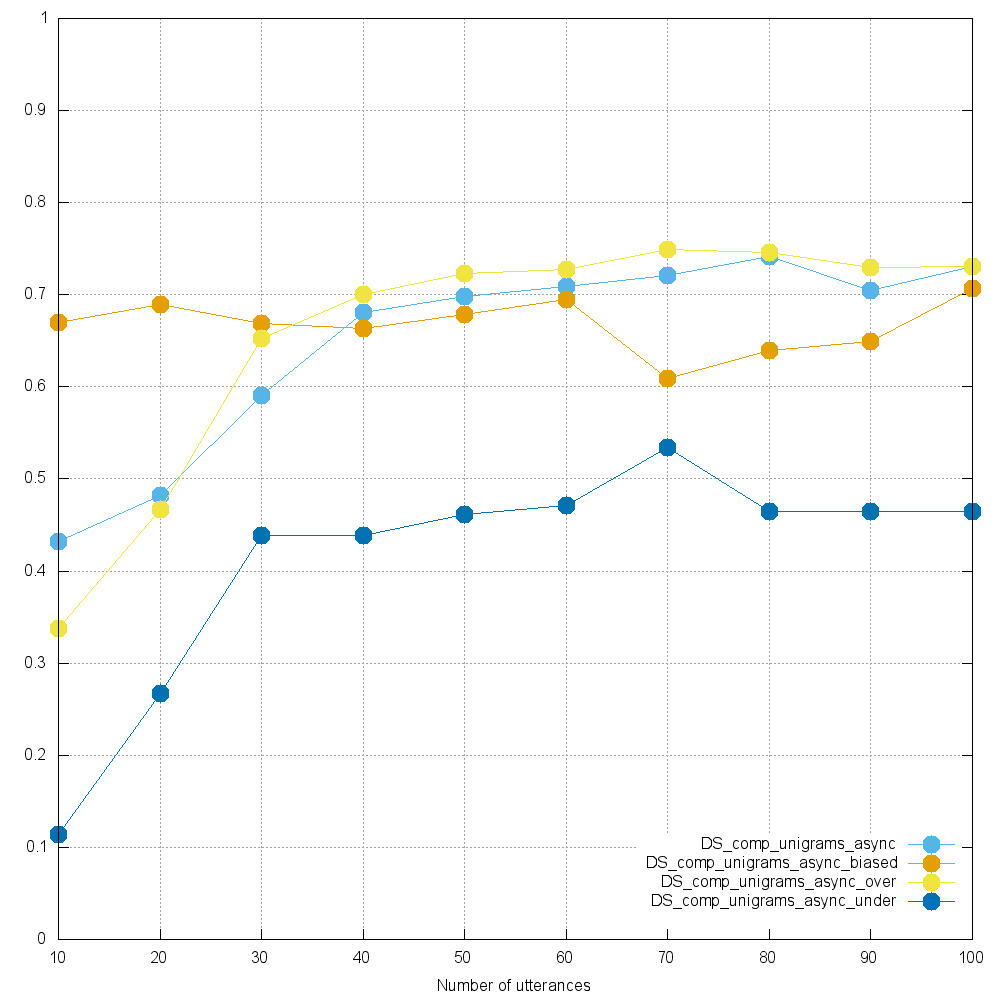 1
0.9
0.8
0.7
0.6
0.5
0.4
0.3
0.2
0.1
0
10 20 30 40 50 60 70 80 90 100
Number of utterances
DS_comp_unigrams_async
DS_comp_unigrams_async_biased
DS_comp_unigrams_async_over
DS_comp_unigrams_async_under